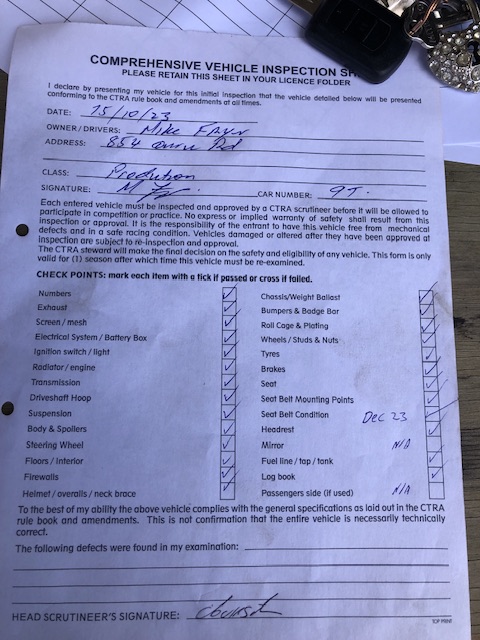 COMPREHENSIVE VEHICLE INSPECTION SH
PLEASE RETAIN THIS SHEET IN YOUR LICENCE FOLDER
I declare by presenting my vehicle for this initial inspection that the vehicle detailed below will be presented
conforming to the CTRA rule book and amendments at all times.
DATE: 15/10/23
OWNER/DRIVERS: Mike
ADDRESS: 854 Rd
CLASS: Production
SIGNATURE: M CAR NUMBER: 9T.
Each entered vehicle must be inspected and approved by a CTRA scrutineer before it will be allowed to
participate in competition or practice. No express or implied warranty of safety shall result from this
inspection or approval. It is the responsibility of the entrant to have this vehicle free from mechanical
defects and in a safe racing condition. Vehicles damaged or altered after they have been approved at
inspection are subject to re-inspection and approval.
The CTRA steward will make the final decision on the safety and eligibility of any vehicle. This form is only
valid for (1) season after which time this vehicle must be re-examined.
CHECK POINTS: mark each item with a tick if passed or cross if failed.
Numbers ✓
Exhaust ✓
Screen / mesh ✓
Electrical System / Battery Box ✓
Ignition switch / light ✓
Radiator / engine ✓
Transmission ✓
Driveshaft Hoop ✓
Suspension ✓
Body & Spoilers ✓
Steering Wheel ✓
Floors / Interior ✓
Firewalls ✓
Helmet / overalls / neck brace ✓
Chassis/Weight Ballast ✓
Bumpers & Badge Bar ✓
Roll Cage & Plating ✓
Wheels / Studs & Nuts ✓
Tyres ✓
Brakes ✓
Seat ✓
Seat Belt Mounting Points ✓
Seat Belt Condition Dec 23 ✓
Headrest ✓
Mirror N/A
Fuel line / tap / tank ✓
Log book ✓
Passengers side (if used) N/A
To the best of my ability the above vehicle complies with the general specifications as laid out in the CTRA
rule book and amendments. This is not confirmation that the entire vehicle is necessarily technically
correct.
The following defects were found in my examination:
HEAD SCRUTINEER'S SIGNATURE:
TOP PRINT